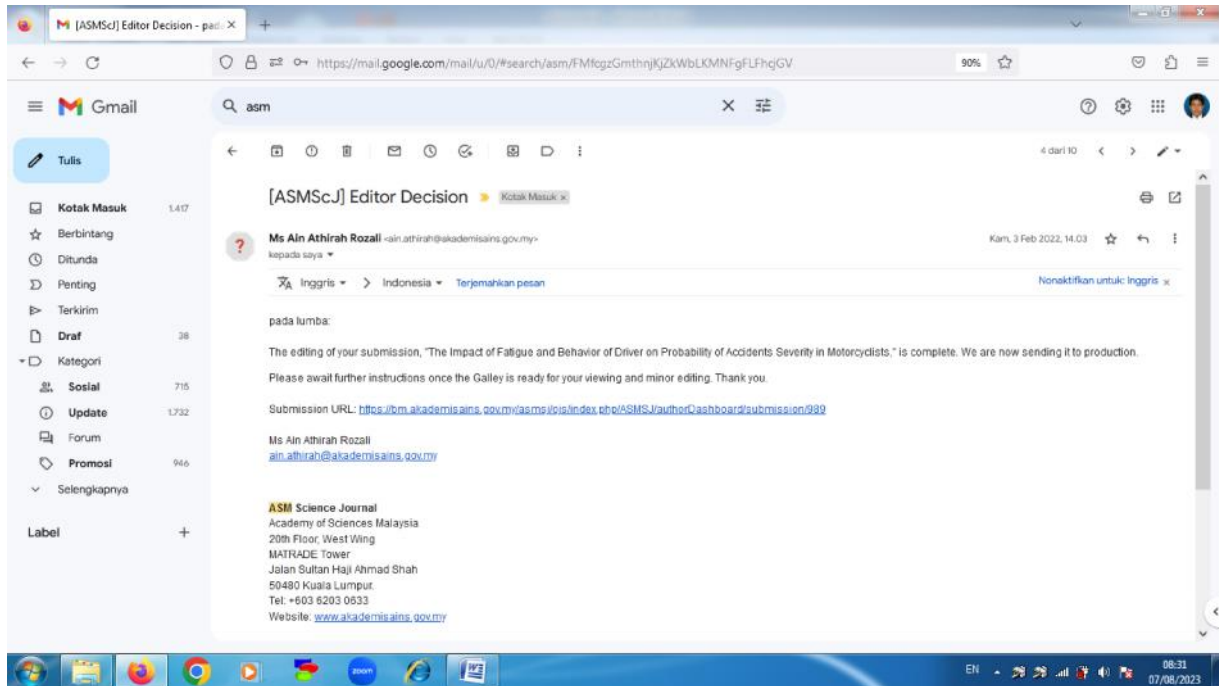 [ASMScJ] Editor Decision - pad
https://mail.google.com/mail/u/0/#search/asm/FMfcgzGmthnjKjZkWbLKMNFgFLFhqjGV
90%
Gmail
asm
Tulis
4 dari 10
[ASMScJ] Editor Decision
Kotak Masuk x
Kotak Masuk 1.417
Berbintang
Ditunda
Penting
Terkirim
Draf 38
Kategori
Sosial 715
Update 1.732
Forum
Promosi 946
Selengkapnya
Label +
Ms Ain Athirah Rozali <ain.athirah@akademisains.gov.my>
Kam, 3 Feb 2022, 14.03
kepada saya
Inggris > Indonesia Terjemahkan pesan
Nonaktifkan untuk: Inggris x
pada lumba:
The editing of your submission, "The Impact of Fatigue and Behavior of Driver on Probability of Accidents Severity in Motorcyclists," is complete. We are now sending it to production.
Please await further instructions once the Galley is ready for your viewing and minor editing. Thank you.
Submission URL: https://bm.akademisains.gov.my/asmsj/ojs/index.php/ASMSJ/authorDashboard/submission/989
Ms Ain Athirah Rozali
ain.athirah@akademisains.gov.my
ASM Science Journal
Academy of Sciences Malaysia
20th Floor, West Wing
MATRADE Tower
Jalan Sultan Haji Ahmad Shah
50480 Kuala Lumpur.
Tel: +603 6203 0633
Website: www.akademisains.gov.my
zoom
EN
08:31
07/08/2023